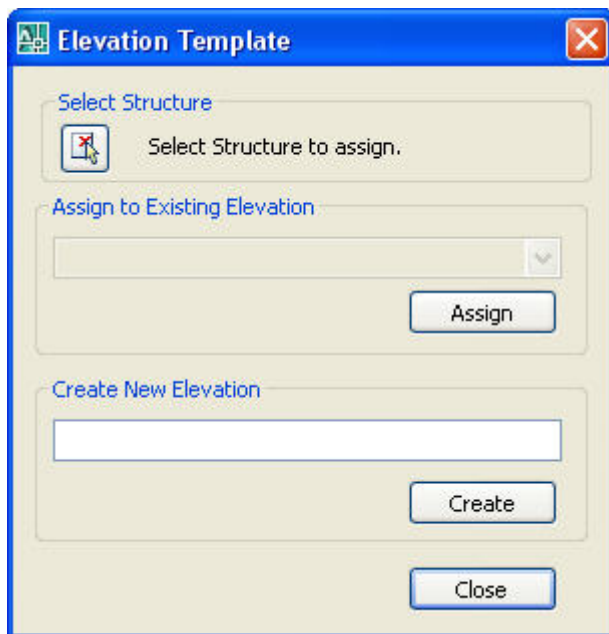 Elevation Template
Select Structure
Select Structure to assign.
Assign to Existing Elevation
Assign
Create New Elevation
Create
Close